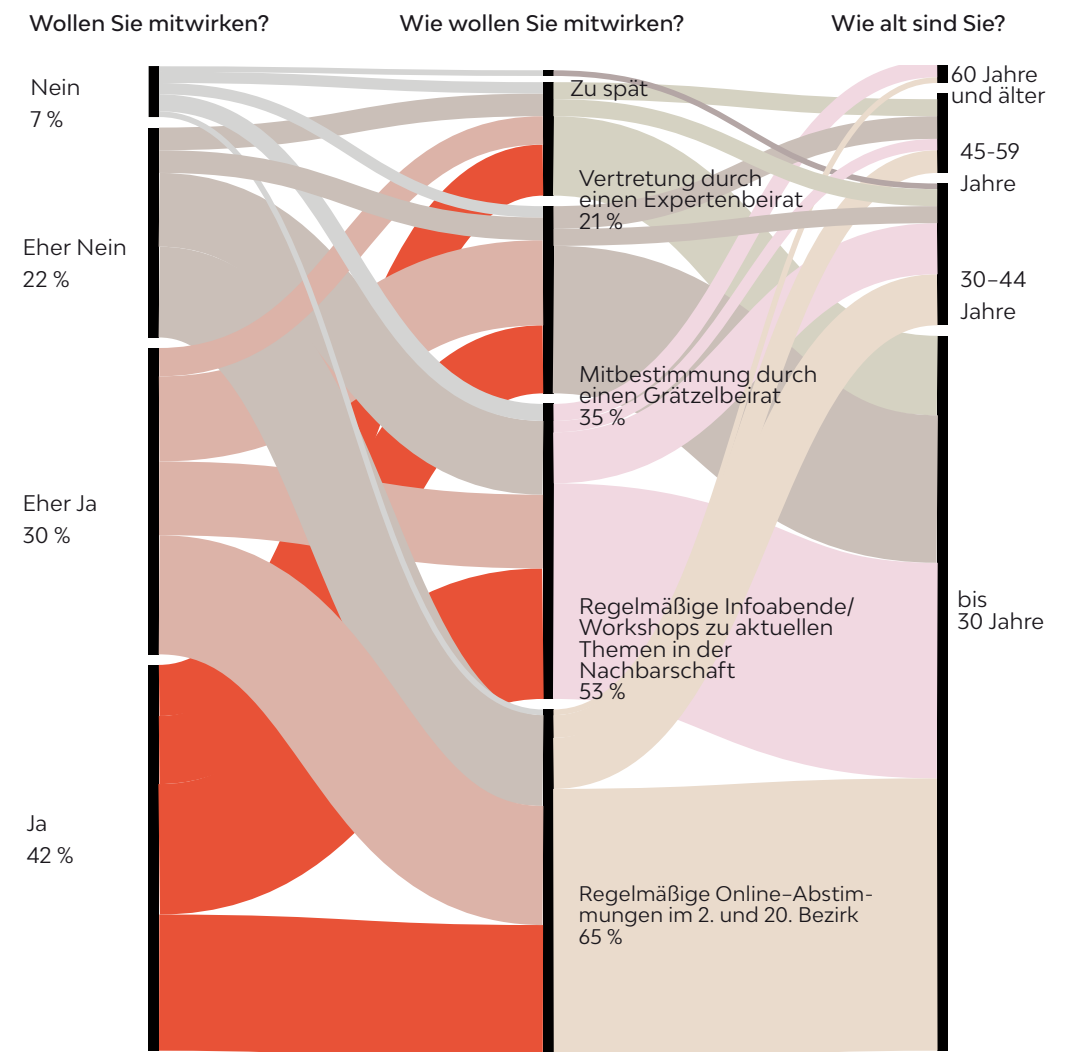 Wollen Sie mitwirken?
Wie wollen Sie mitwirken?
Wie alt sind Sie?
Nein
7 %
Eher Nein
22 %
Eher Ja
30 %
Ja
42 %
Zu spät
Vertretung durch
einen Expertenbeirat
21 %
Mitbestimmung durch
einen Grätzelbeirat
35 %
Regelmäßige Infoabende/
Workshops zu aktuellen
Themen in der
Nachbarschaft
53 %
Regelmäßige Online–Abstim-
mungen im 2. und 20. Bezirk
65 %
60 Jahre
und älter
45-59
Jahre
30–44
Jahre
bis
30 Jahre